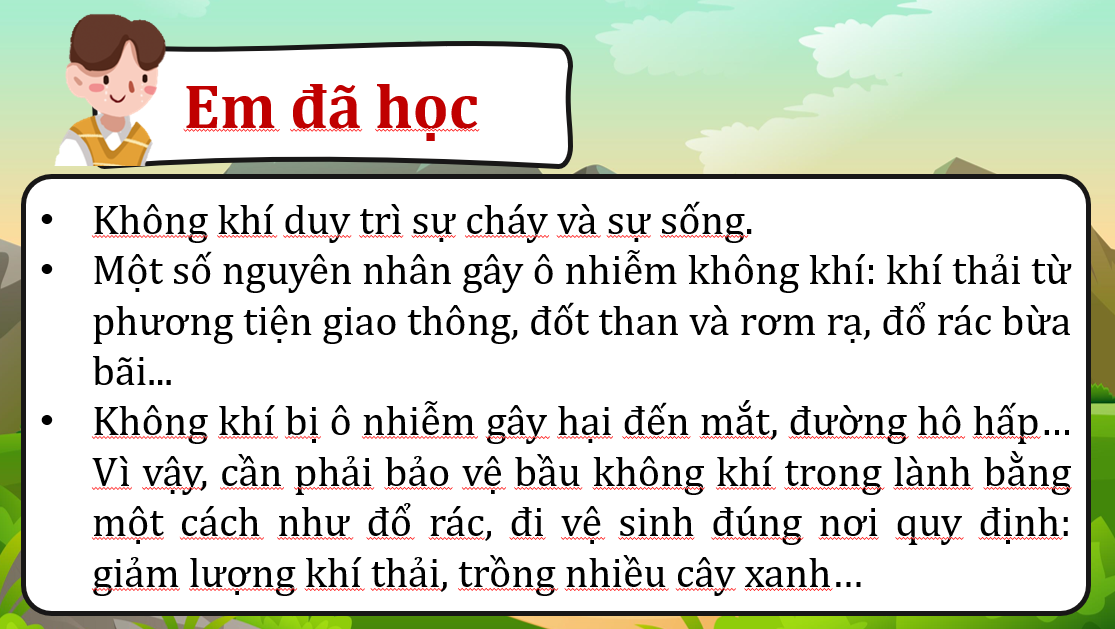 Em đã học
• Không khí duy trì sự cháy và sự sống.
• Một số nguyên nhân gây ô nhiễm không khí: khí thải từ
phương tiện giao thông, đốt than và rơm rạ, đổ rác bừa
bãi...
• Không khí bị ô nhiễm gây hại đến mắt, đường hô hấp...
Vì vậy, cần phải bảo vệ bầu không khí trong lành bằng
một cách như đổ rác, đi vệ sinh đúng nơi quy định:
giảm lượng khí thải, trồng nhiều cây xanh...